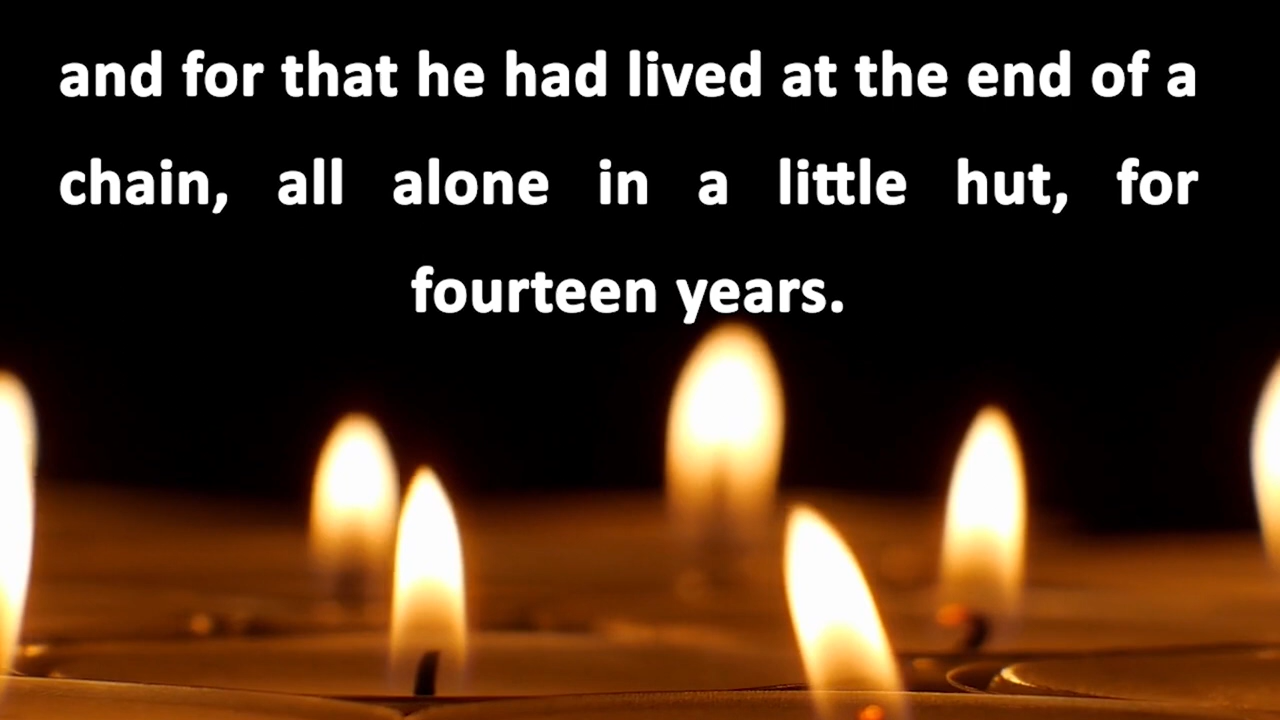 and for that he had lived at the end of a
chain, all alone in a little hut, for
fourteen years.